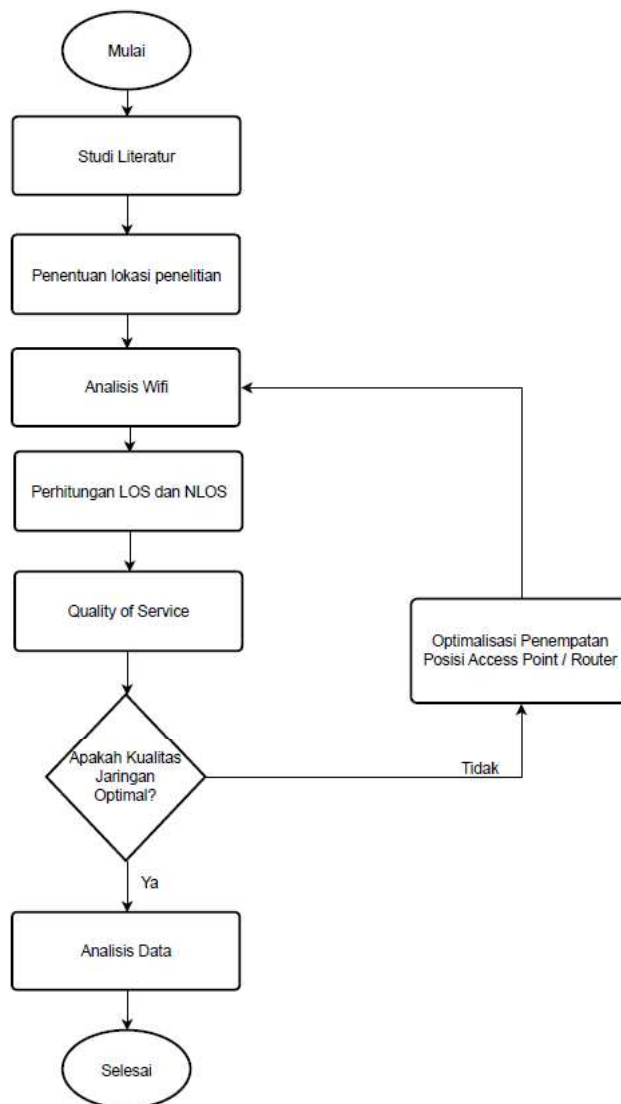 Mulai
Studi Literatur
Penentuan lokasi penelitian
Analisis Wifi
Perhitungan LOS dan NLOS
Quality of Service
Optimalisasi Penempatan
Posisi Access Point / Router
Apakah Kualitas
Jaringan
Optimal?
Tidak
Ya
Analisis Data
Selesai